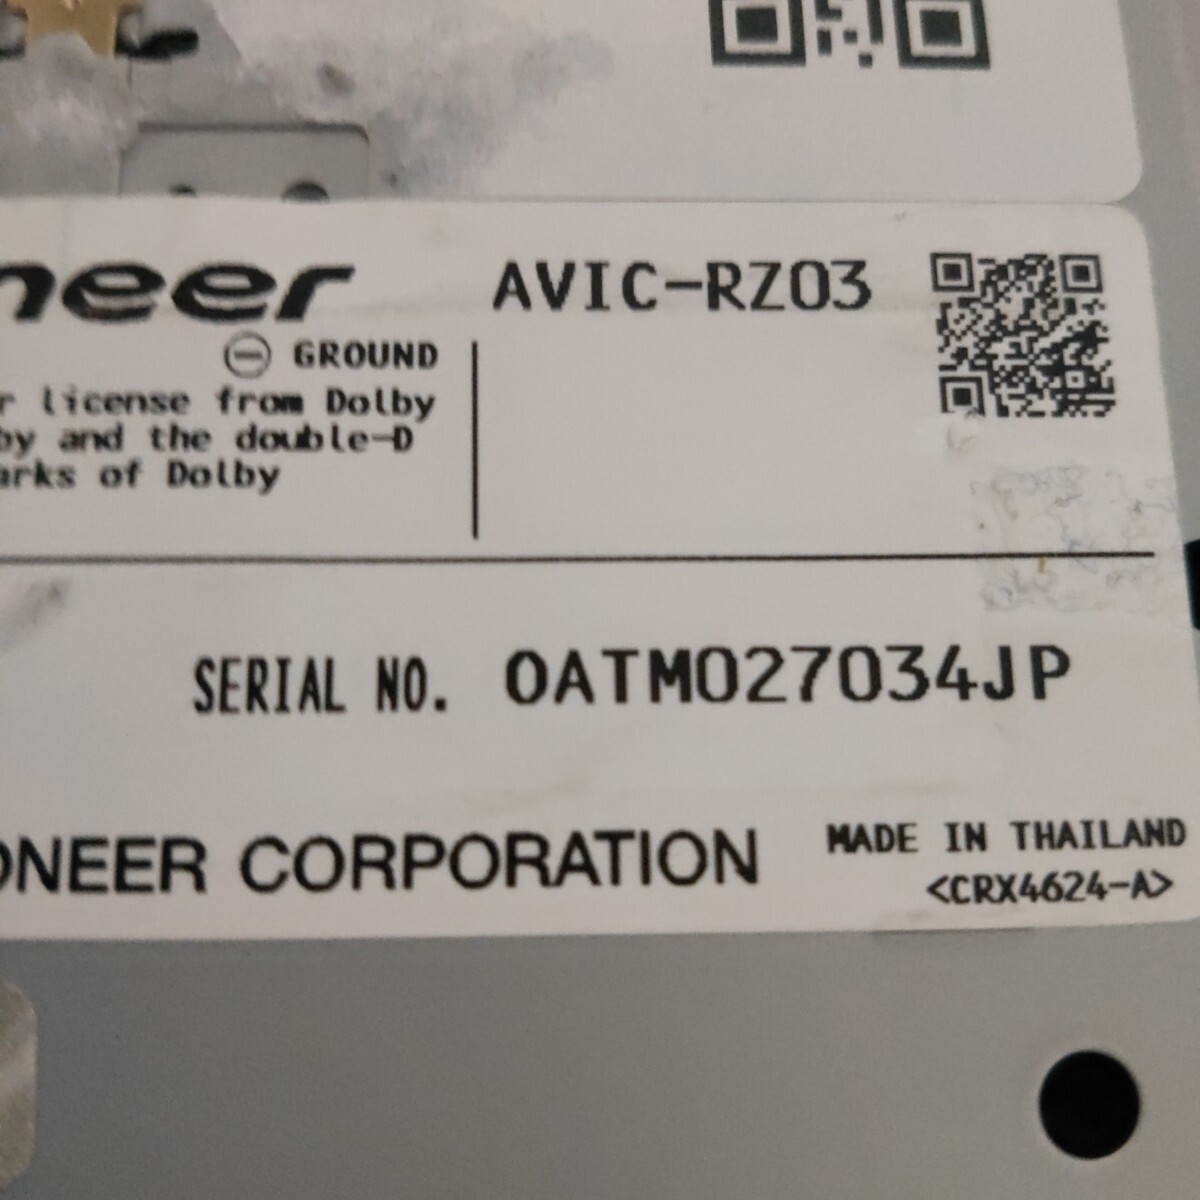 neer AVIC-RZ03
GROUND
r license from Dolby
by and the double-D
arks of Dolby
SERIAL NO. OATM027034JP
ONEER CORPORATION
MADE IN THAILAND
<CRX4624-A>